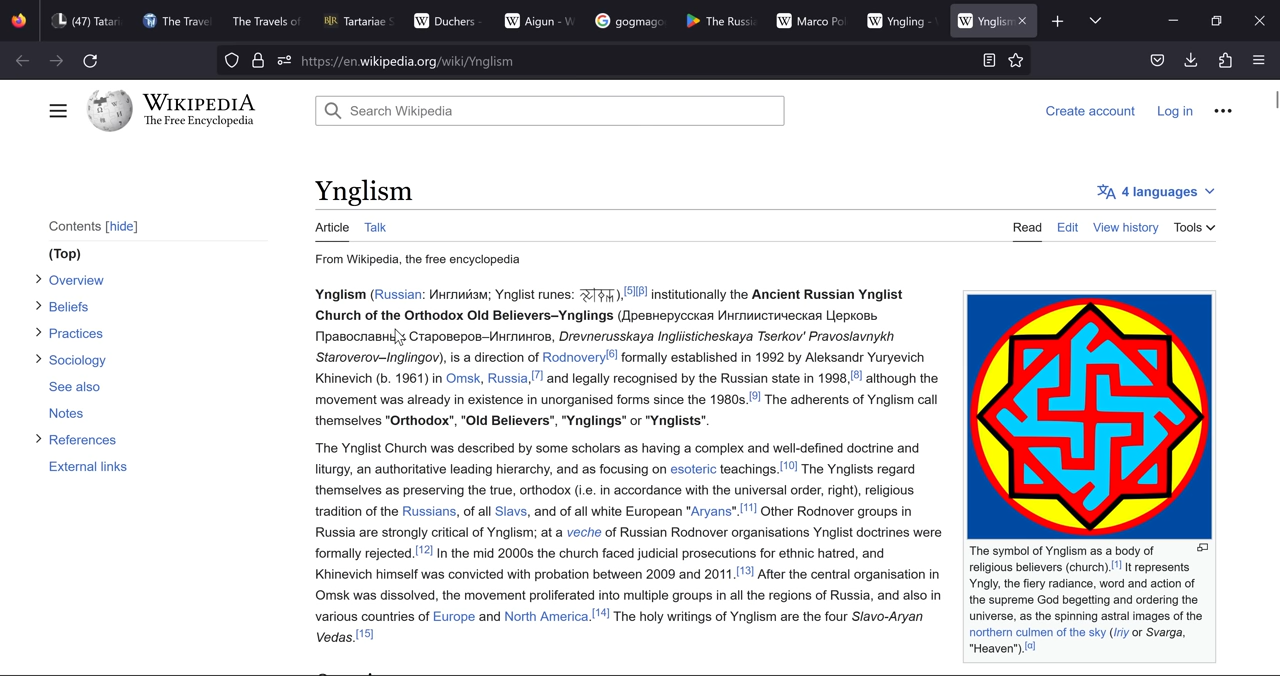 (47) Tatari
The Travel
The Travels of
Tartariae S
Duchers -
Aigun - W
gogmago
The Russia
Marco Pol
Yngling - 
Ynglism
https://en.wikipedia.org/wiki/Ynglism
WIKIPEDIA
The Free Encyclopedia
Search Wikipedia
Create account
Log in
Ynglism
4 languages
Contents [hide]
(Top)
Overview
Beliefs
Practices
Sociology
See also
Notes
References
External links
Article
Talk
Read
Edit
View history
Tools
From Wikipedia, the free encyclopedia
Ynglism (Russian: Инглии́зм; Ynglist runes: ),[5][β] institutionally the Ancient Russian Ynglist
Church of the Orthodox Old Believers–Ynglings (Древнерусская Инглиистическая Церковь
Православных Староверов–Инглингов, Drevnerusskaya Ingliisticheskaya Tserkov' Pravoslavnykh
Staroverov–Inglingov), is a direction of Rodnovery[6] formally established in 1992 by Aleksandr Yuryevich
Khinevich (b. 1961) in Omsk, Russia,[7] and legally recognised by the Russian state in 1998,[8] although the
movement was already in existence in unorganised forms since the 1980s.[9] The adherents of Ynglism call
themselves "Orthodox", "Old Believers", "Ynglings" or "Ynglists".
The Ynglist Church was described by some scholars as having a complex and well-defined doctrine and
liturgy, an authoritative leading hierarchy, and as focusing on esoteric teachings.[10] The Ynglists regard
themselves as preserving the true, orthodox (i.e. in accordance with the universal order, right), religious
tradition of the Russians, of all Slavs, and of all white European "Aryans".[11] Other Rodnover groups in
Russia are strongly critical of Ynglism; at a veche of Russian Rodnover organisations Ynglist doctrines were
formally rejected.[12] In the mid 2000s the church faced judicial prosecutions for ethnic hatred, and
Khinevich himself was convicted with probation between 2009 and 2011.[13] After the central organisation in
Omsk was dissolved, the movement proliferated into multiple groups in all the regions of Russia, and also in
various countries of Europe and North America.[14] The holy writings of Ynglism are the four Slavo-Aryan
Vedas.[15]
The symbol of Ynglism as a body of
religious believers (church).[1] It represents
Yngly, the fiery radiance, word and action of
the supreme God begetting and ordering the
universe, as the spinning astral images of the
northern culmen of the sky (Iriy or Svarga,
"Heaven").[α]